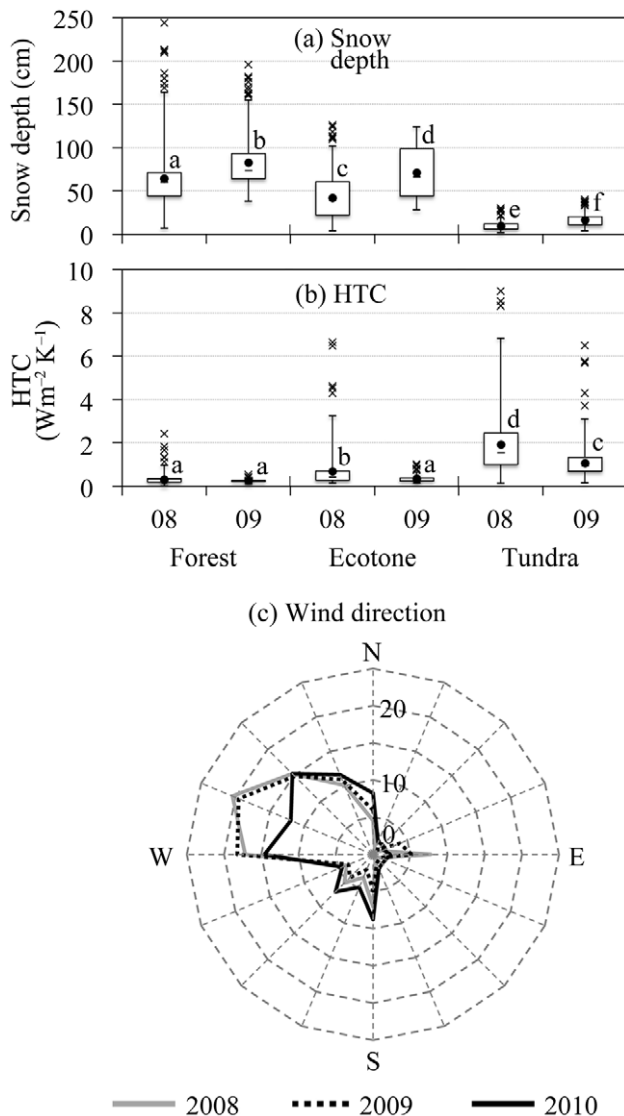 (a) Snow
depth
Snow depth (cm)
250
200
150
100
50
0
a
b
c
d
e
f
(b) HTC
HTC
(Wm⁻² K⁻¹)
10
8
6
4
2
0
a
a
b
a
d
c
08 09 08 09 08 09
Forest Ecotone Tundra
(c) Wind direction
N
20
10
0
W
E
S
2008 2009 2010